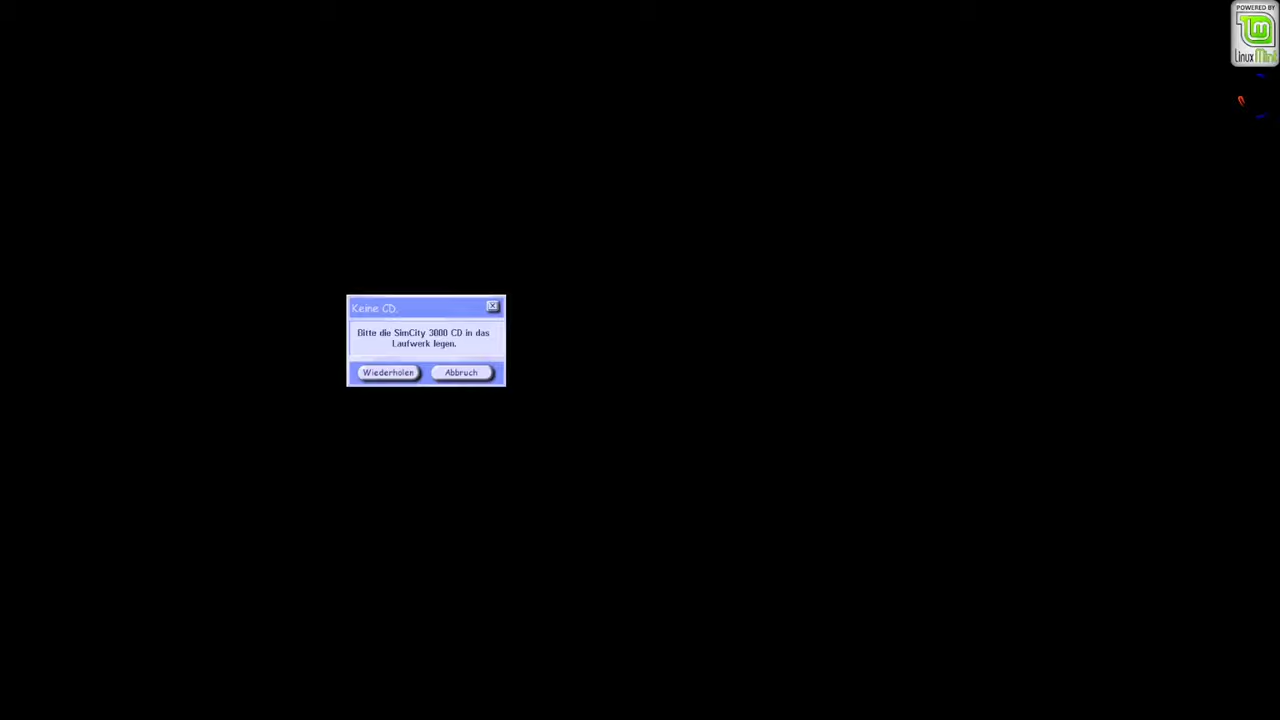 POWERED BY
Linux Mint
Keine CD.
Bitte die SimCity 3000 CD in das
Laufwerk legen.
Wiederholen
Abbruch